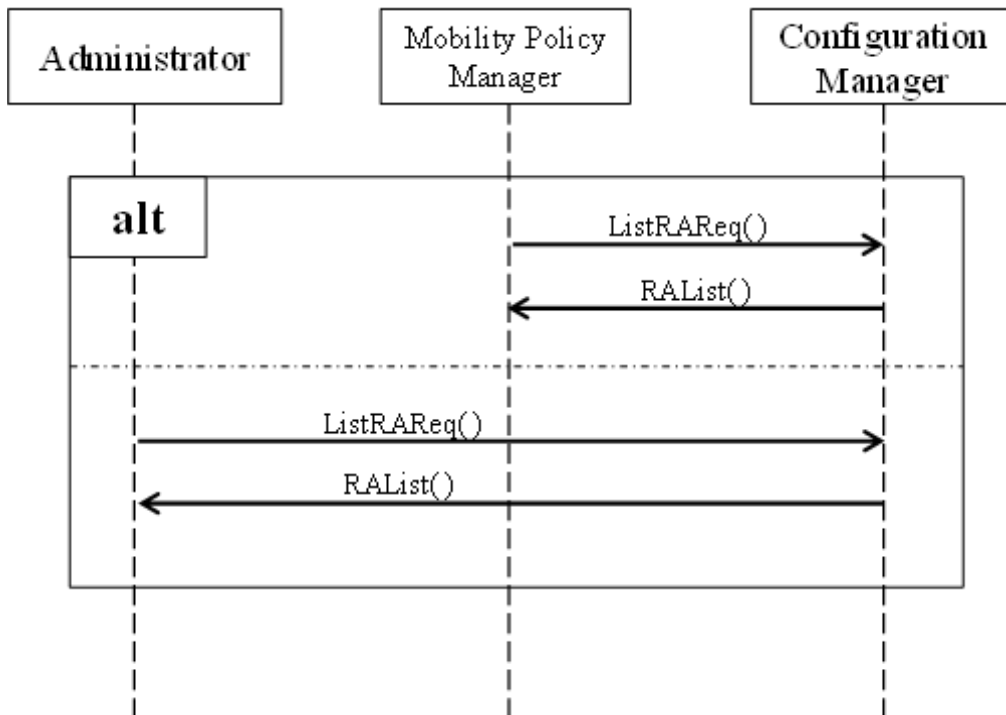 Administrator
Mobility Policy
Manager
Configuration
Manager
alt
ListRAReq()
RAList()
ListRAReq()
RAList()